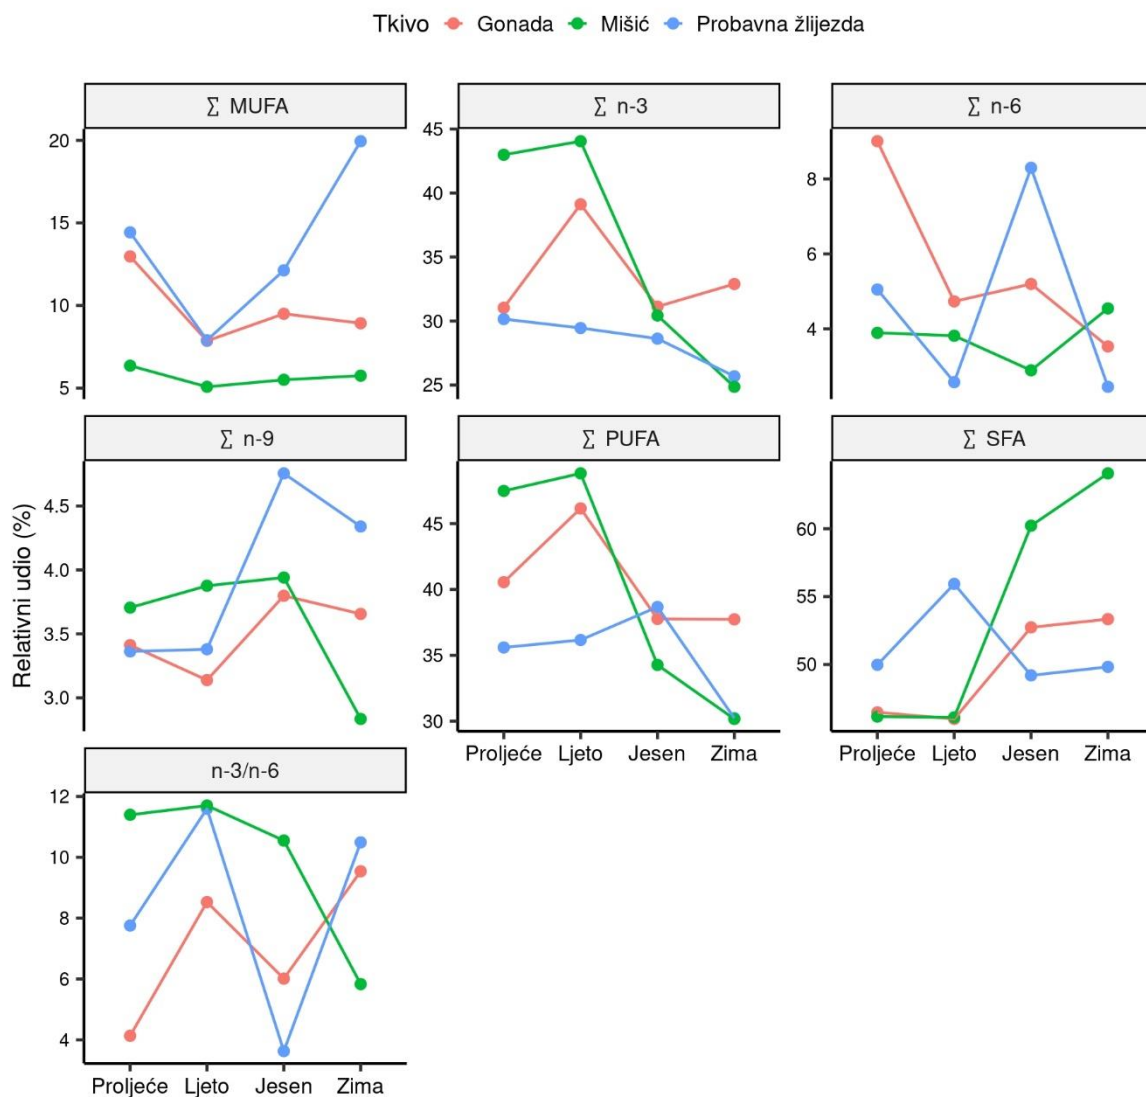 Tkivo Gonada Mišić Probavna žlijezda
Σ MUFA
20
15
10
5
Σ n-3
45
40
35
30
25
Σ n-6
8
6
4
Relativni udio (%)
Σ n-9
4.5
4.0
3.5
3.0
Σ PUFA
45
40
35
30
Proljeće Ljeto Jesen Zima
Σ SFA
60
55
50
Proljeće Ljeto Jesen Zima
n-3/n-6
12
10
8
6
4
Proljeće Ljeto Jesen Zima